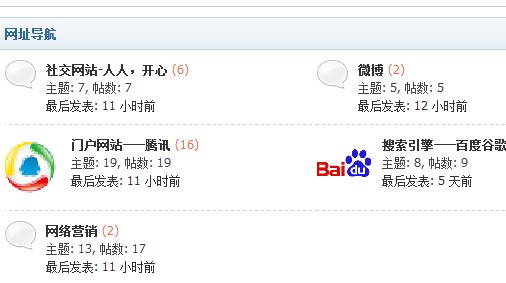 网址导航
社交网站-人人，开心 (6)
主题: 7, 帖数: 7
最后发表: 11 小时前
微博 (2)
主题: 5, 帖数: 5
最后发表: 12 小时前
门户网站——腾讯 (16)
主题: 19, 帖数: 19
最后发表: 11 小时前
Baidu
搜索引擎——百度谷歌
主题: 8, 帖数: 9
最后发表: 5 天前
网络营销 (2)
主题: 13, 帖数: 17
最后发表: 11 小时前